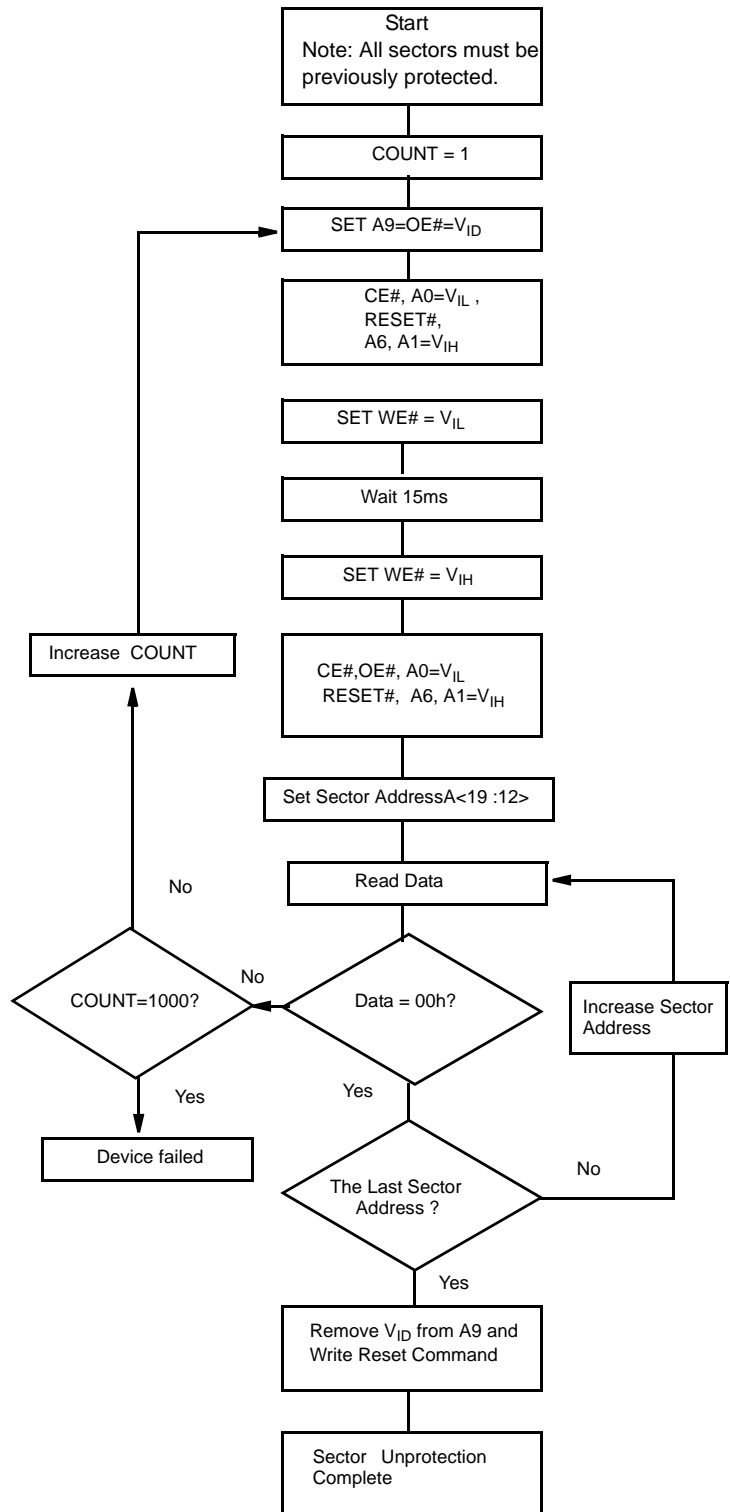 Start
Note: All sectors must be
previously protected.
COUNT = 1
SET A9=OE#=VID
CE#, A0=VIL ,
RESET#,
A6, A1=VIH
SET WE# = VIL
Wait 15ms
SET WE# = VIH
Increase COUNT
CE#,OE#, A0=VIL
RESET#, A6, A1=VIH
Set Sector AddressA<19 :12>
Read Data
No
COUNT=1000?
No
Data = 00h?
Increase Sector
Address
Yes
Yes
Device failed
The Last Sector
Address ?
No
Yes
Remove VID from A9 and
Write Reset Command
Sector Unprotection
Complete